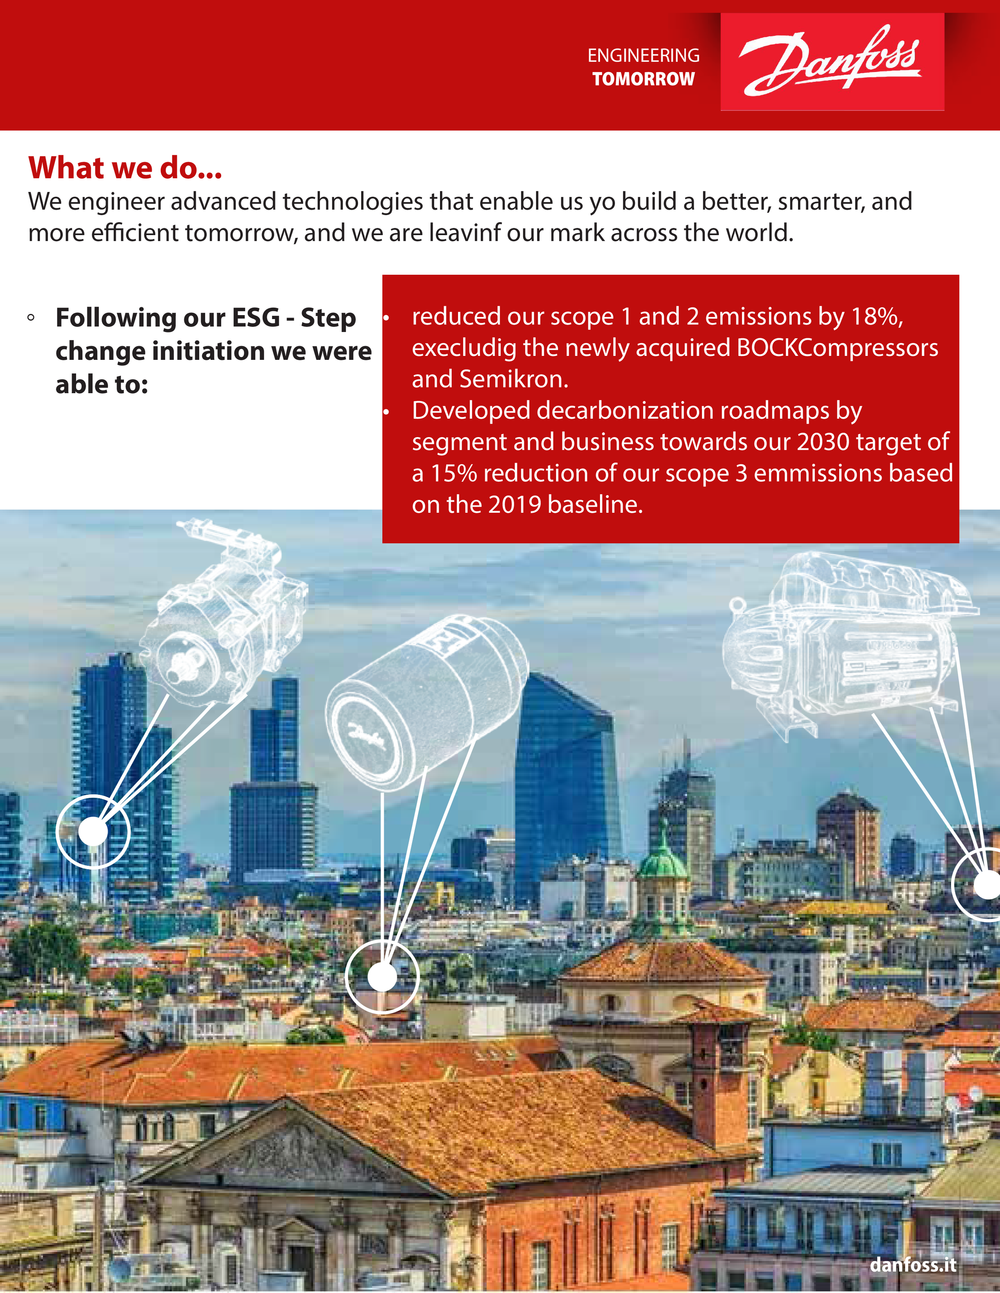 ENGINEERING
TOMORROW
Danfoss
What we do...
We engineer advanced technologies that enable us yo build a better, smarter, and
more efficient tomorrow, and we are leavinf our mark across the world.
◦ Following our ESG - Step
change initiation we were
able to:
• reduced our scope 1 and 2 emissions by 18%,
execludig the newly acquired BOCKCompressors
and Semikron.
• Developed decarbonization roadmaps by
segment and business towards our 2030 target of
a 15% reduction of our scope 3 emmissions based
on the 2019 baseline.
Danfoss
danfoss.it